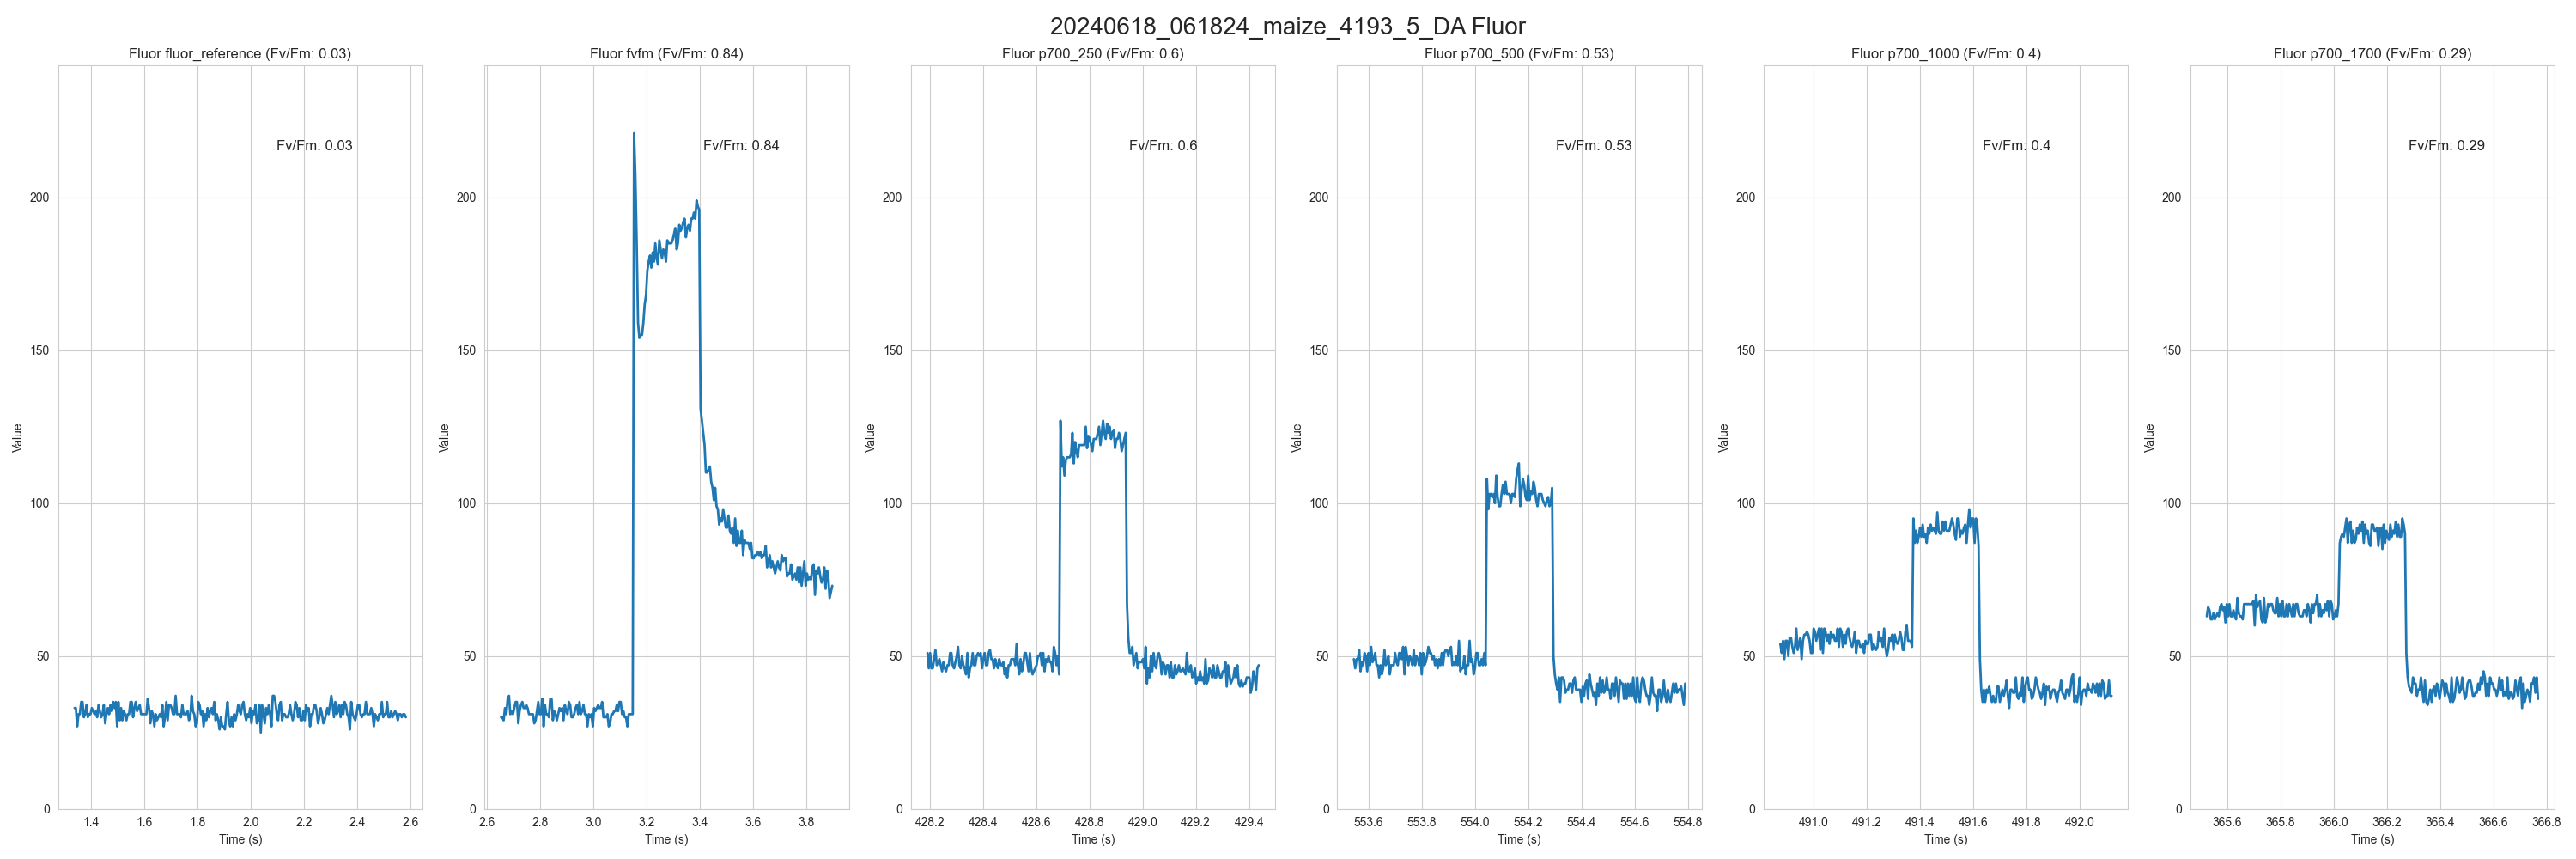 20240618_061824_maize_4193_5_DA Fluor
Fluor fluor_reference (Fv/Fm: 0.03)
Fv/Fm: 0.03
200
150
100
50
0
Value
1.4 1.6 1.8 2.0 2.2 2.4 2.6
Time (s)
Fluor fvfm (Fv/Fm: 0.84)
Fv/Fm: 0.84
200
150
100
50
0
Value
2.6 2.8 3.0 3.2 3.4 3.6 3.8
Time (s)
Fluor p700_250 (Fv/Fm: 0.6)
Fv/Fm: 0.6
200
150
100
50
0
Value
428.2 428.4 428.6 428.8 429.0 429.2 429.4
Time (s)
Fluor p700_500 (Fv/Fm: 0.53)
Fv/Fm: 0.53
200
150
100
50
0
Value
553.6 553.8 554.0 554.2 554.4 554.6 554.8
Time (s)
Fluor p700_1000 (Fv/Fm: 0.4)
Fv/Fm: 0.4
200
150
100
50
0
Value
491.0 491.2 491.4 491.6 491.8 492.0
Time (s)
Fluor p700_1700 (Fv/Fm: 0.29)
Fv/Fm: 0.29
200
150
100
50
0
Value
365.6 365.8 366.0 366.2 366.4 366.6 366.8
Time (s)